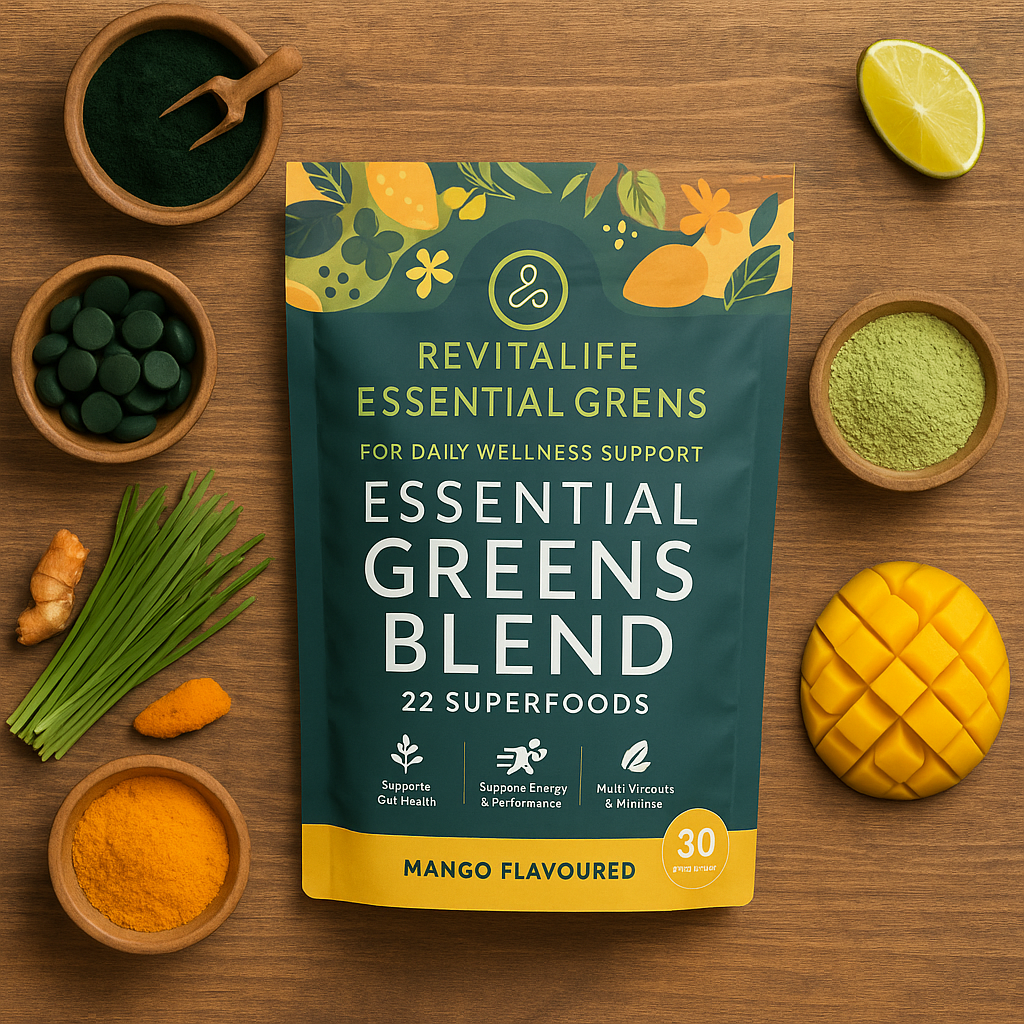 REVITALIFE
ESSENTIAL GRENS
FOR DAILY WELLNESS SUPPORT
ESSENTIAL
GREENS
BLEND
22 SUPERFOODS
Supporte
Gut Health
Suppone Energy
& Performance
Multi Vircouts
& Mininse
MANGO FLAVOURED
30